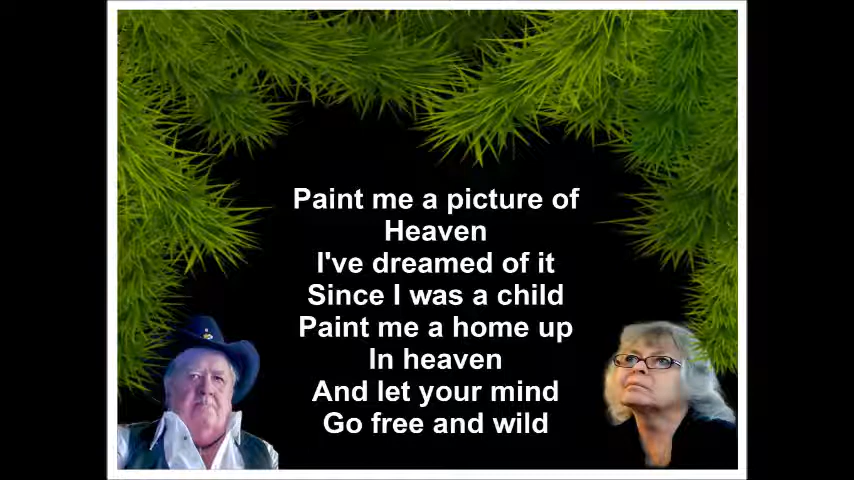 Paint me a picture of
Heaven
I've dreamed of it
Since I was a child
Paint me a home up
In heaven
And let your mind
Go free and wild